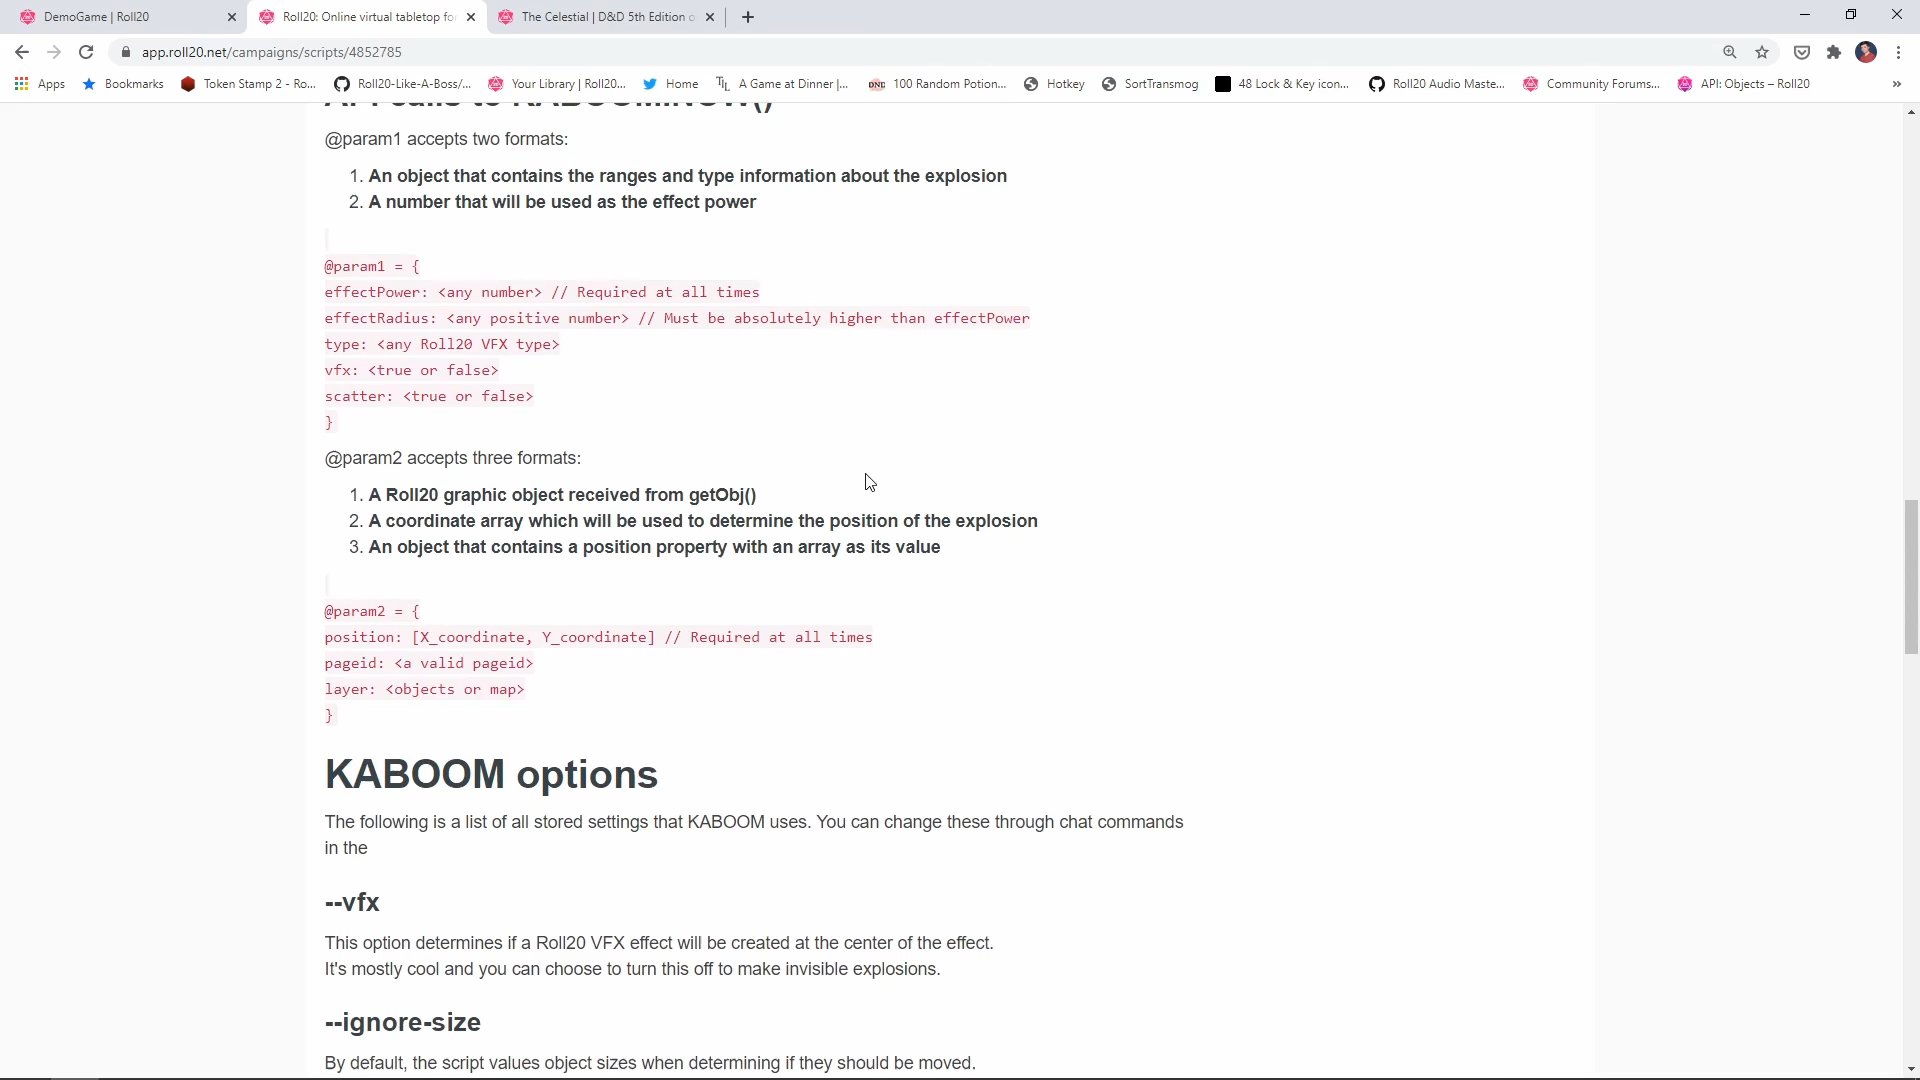 DemoGame | Roll20
Roll20: Online virtual tabletop fo
The Celestial | D&D 5th Edition o
app.roll20.net/campaigns/scripts/4852785
Apps
Bookmarks
Token Stamp 2 - Ro...
Roll20-Like-A-Boss/...
Your Library | Roll20...
Home
A Game at Dinner |...
100 Random Potion...
Hotkey
SortTransmog
48 Lock & Key icon...
Roll20 Audio Maste...
Community Forums...
API: Objects – Roll20
»
API calls to KABOOM.NOW()
@param1 accepts two formats:
1. An object that contains the ranges and type information about the explosion
2. A number that will be used as the effect power
@param1 = {
effectPower: <any number> // Required at all times
effectRadius: <any positive number> // Must be absolutely higher than effectPower
type: <any Roll20 VFX type>
vfx: <true or false>
scatter: <true or false>
}
@param2 accepts three formats:
1. A Roll20 graphic object received from getObj()
2. A coordinate array which will be used to determine the position of the explosion
3. An object that contains a position property with an array as its value
@param2 = {
position: [X_coordinate, Y_coordinate] // Required at all times
pageid: <a valid pageid>
layer: <objects or map>
}
KABOOM options
The following is a list of all stored settings that KABOOM uses. You can change these through chat commands
in the
--vfx
This option determines if a Roll20 VFX effect will be created at the center of the effect.
It's mostly cool and you can choose to turn this off to make invisible explosions.
--ignore-size
By default, the script values object sizes when determining if they should be moved.